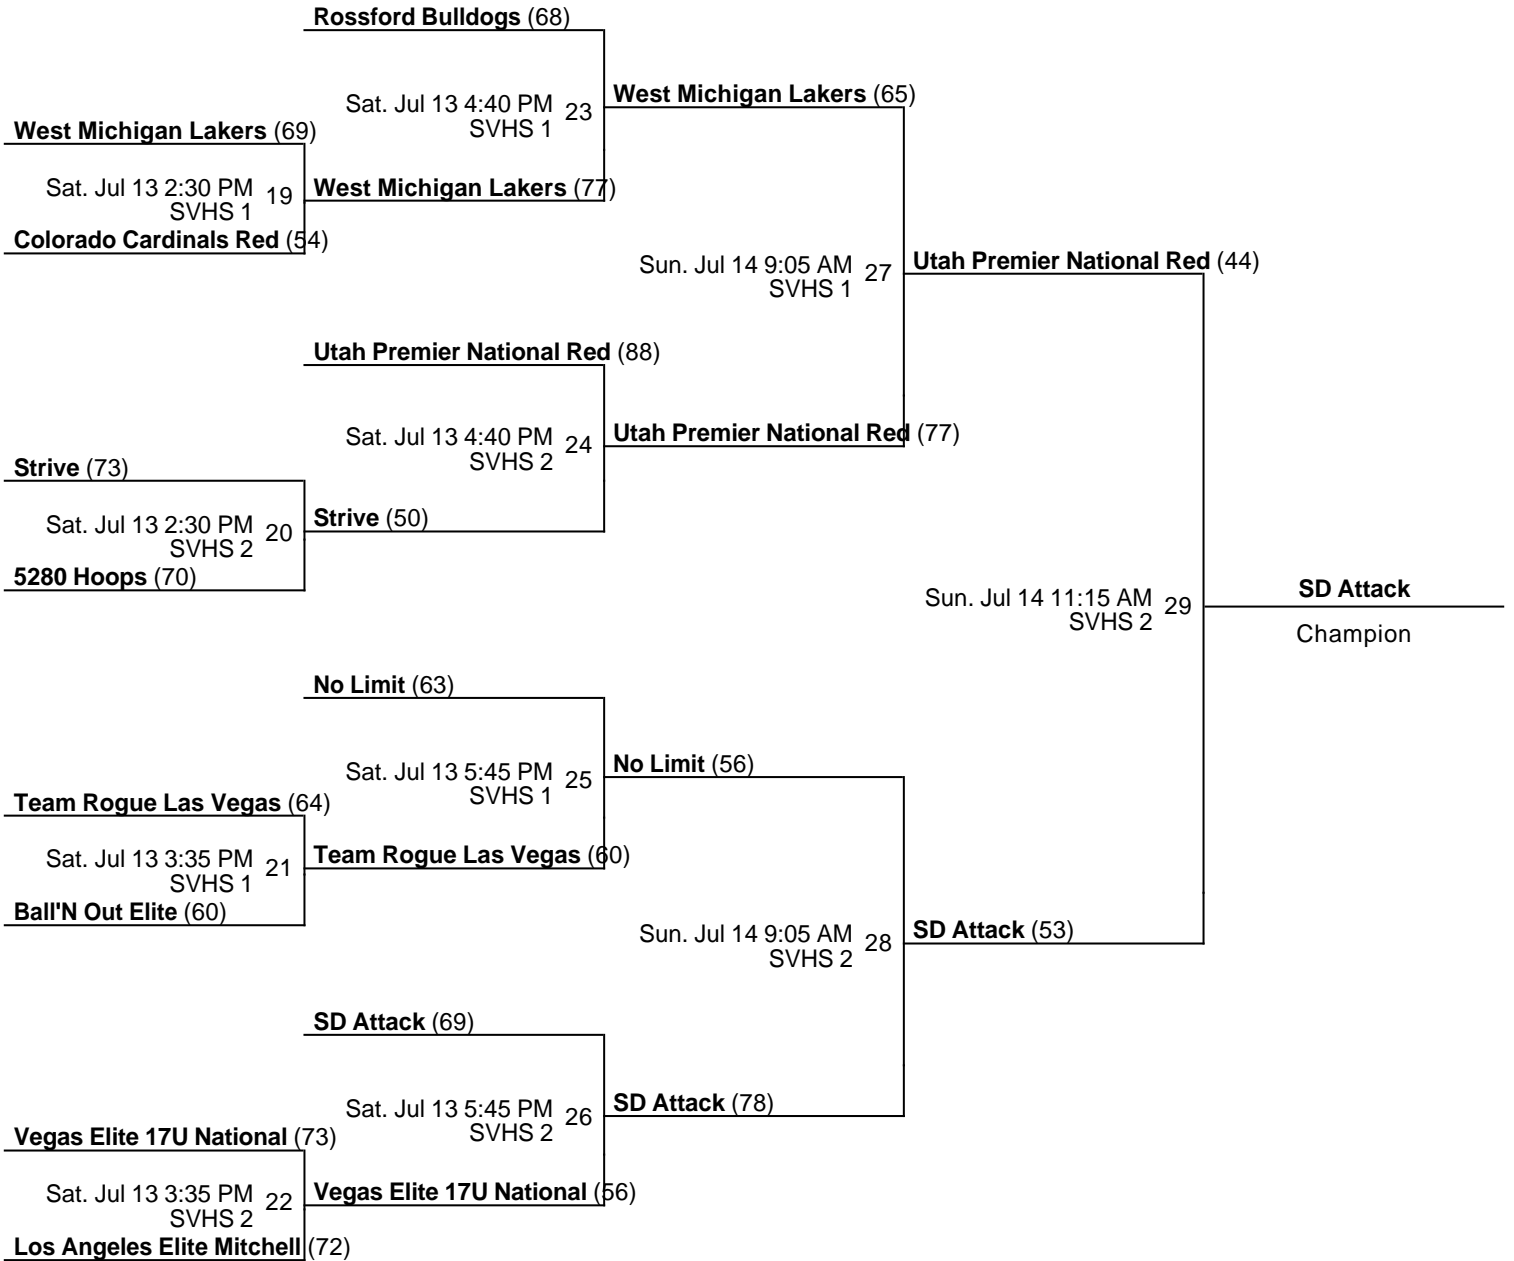 Rossford Bulldogs (68)
Sat. Jul 13 4:40 PM 23
SVHS 1
West Michigan Lakers (65)
West Michigan Lakers (69)
Sat. Jul 13 2:30 PM 19
SVHS 1
West Michigan Lakers (77)
Colorado Cardinals Red (54)
Sun. Jul 14 9:05 AM 27
SVHS 1
Utah Premier National Red (44)
Utah Premier National Red (88)
Sat. Jul 13 4:40 PM 24
SVHS 2
Utah Premier National Red (77)
Strive (73)
Sat. Jul 13 2:30 PM 20
SVHS 2
Strive (50)
5280 Hoops (70)
Sun. Jul 14 11:15 AM 29
SVHS 2
SD Attack
Champion
No Limit (63)
Sat. Jul 13 5:45 PM 25
SVHS 1
No Limit (56)
Team Rogue Las Vegas (64)
Sat. Jul 13 3:35 PM 21
SVHS 1
Team Rogue Las Vegas (60)
Ball'N Out Elite (60)
Sun. Jul 14 9:05 AM 28
SVHS 2
SD Attack (53)
SD Attack (69)
Sat. Jul 13 5:45 PM 26
SVHS 2
SD Attack (78)
Vegas Elite 17U National (73)
Sat. Jul 13 3:35 PM 22
SVHS 2
Vegas Elite 17U National (56)
Los Angeles Elite Mitchell (72)